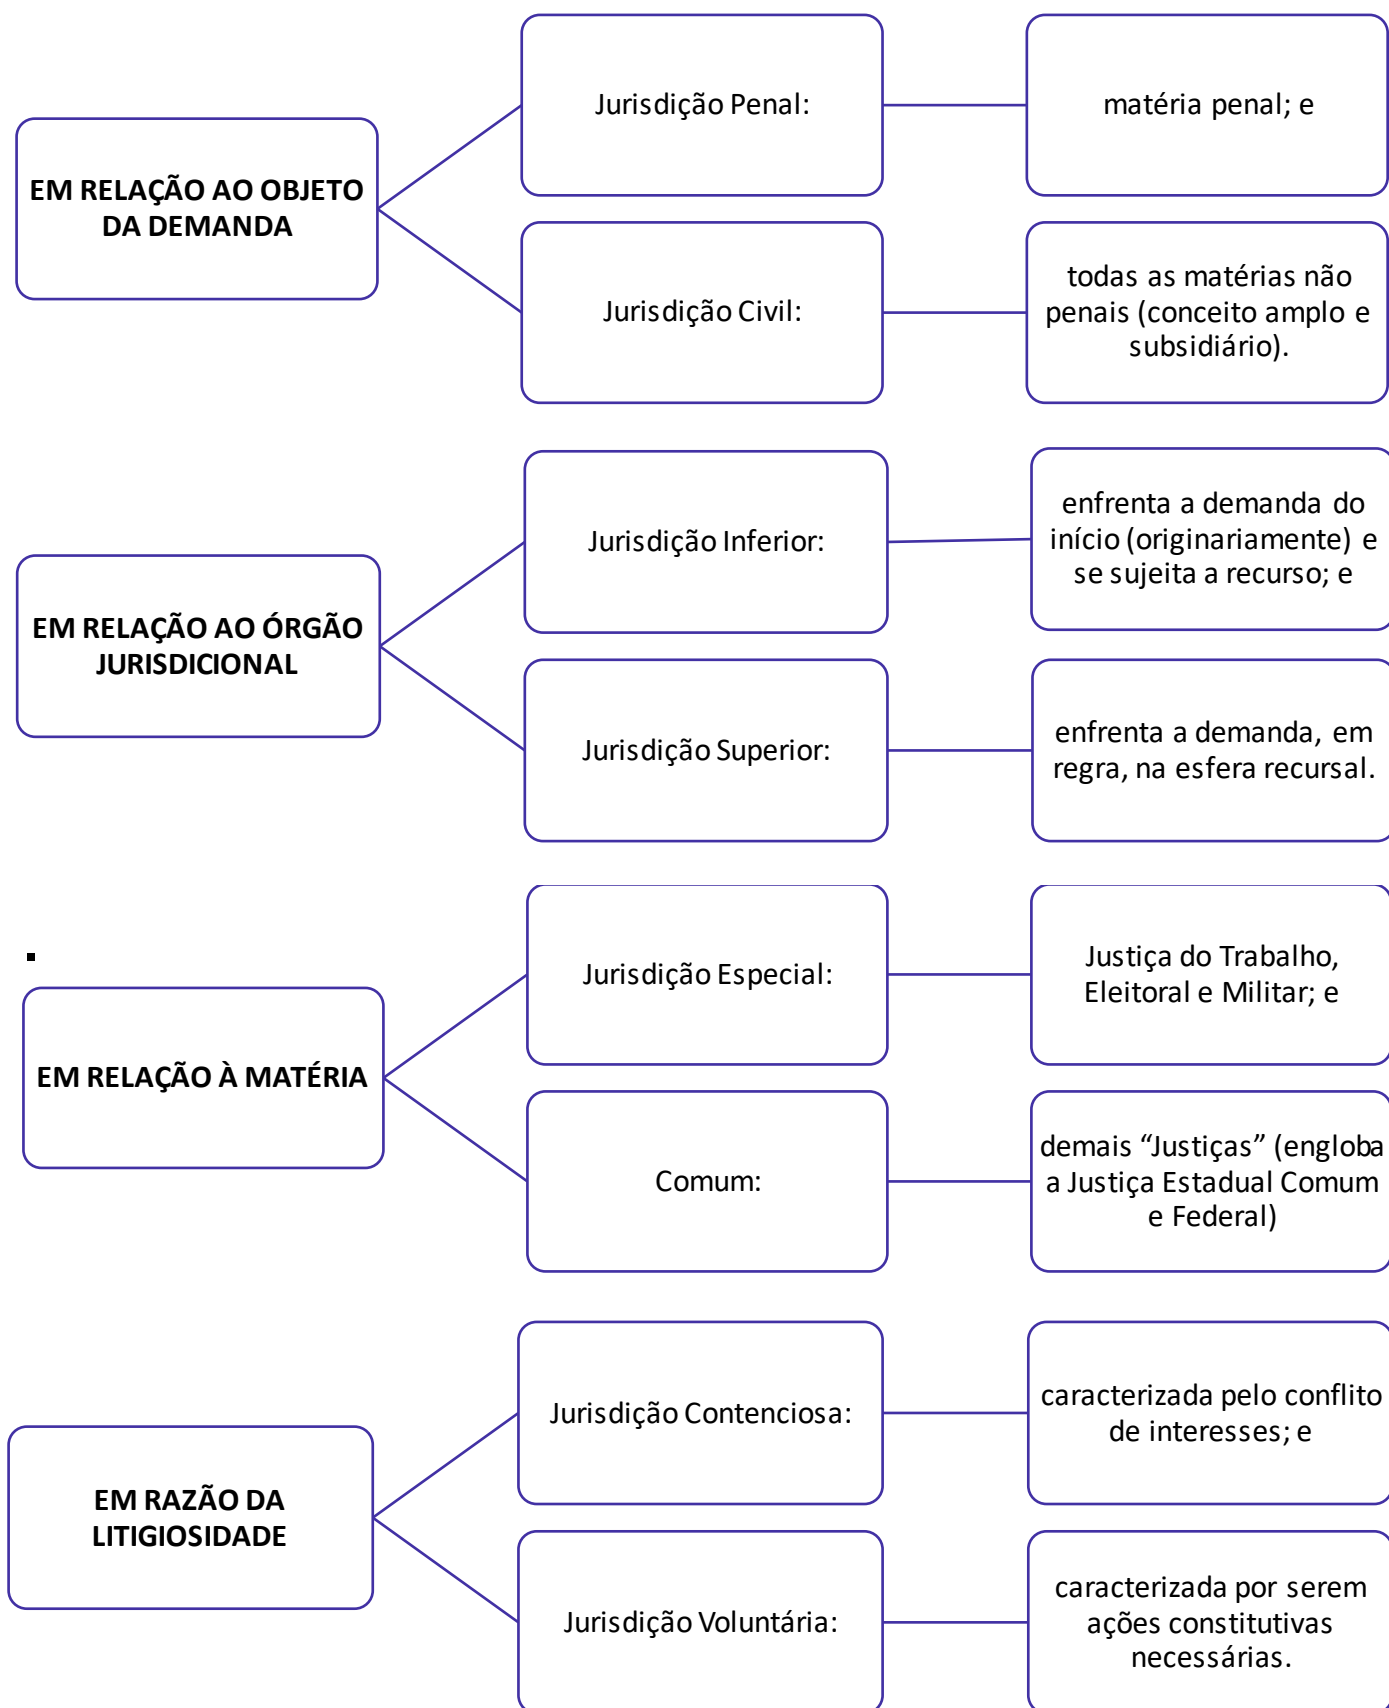 EM RELAÇÃO AO OBJETO
DA DEMANDA
Jurisdição Penal:
matéria penal; e
Jurisdição Civil:
todas as matérias não
penais (conceito amplo e
subsidiário).
EM RELAÇÃO AO ÓRGÃO
JURISDICIONAL
Jurisdição Inferior:
enfrenta a demanda do
início (originariamente) e
se sujeita a recurso; e
Jurisdição Superior:
enfrenta a demanda, em
regra, na esfera recursal.
EM RELAÇÃO À MATÉRIA
Jurisdição Especial:
Justiça do Trabalho,
Eleitoral e Militar; e
Comum:
demais “Justiças” (engloba
a Justiça Estadual Comum
e Federal)
EM RAZÃO DA
LITIGIOSIDADE
Jurisdição Contenciosa:
caracterizada pelo conflito
de interesses; e
Jurisdição Voluntária:
caracterizada por serem
ações constitutivas
necessárias.